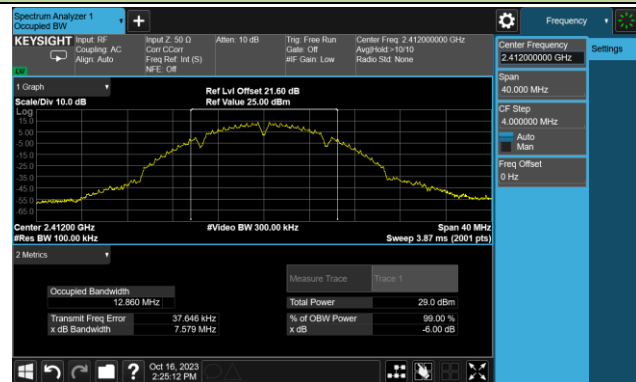 Spectrum Analyzer 1
Occupied BW
Frequency
KEYSIGHT
Input: RF
Coupling: AC
Align: Auto
Input Z: 50 Ω
Corr CCorr
Freq Ref: Int (S)
NFE: Off
Atten: 10 dB
Trig: Free Run
Gate: Off
#IF Gain: Low
Center Freq: 2.412000000 GHz
Avg|Hold:>10/10
Radio Std: None
Center Frequency
2.412000000 GHz
Settings
Span
40.000 MHz
CF Step
4.000000 MHz
Auto
Man
Freq Offset
0 Hz
1 Graph
Scale/Div 10.0 dB
Ref Lvl Offset 21.60 dB
Ref Value 25.00 dBm
Log
15.0
5.00
-5.00
-15.0
-25.0
-35.0
-45.0
-55.0
-65.0
Center 2.41200 GHz
#Res BW 100.00 kHz
#Video BW 300.00 kHz
Span 40 MHz
Sweep 3.87 ms (2001 pts)
2 Metrics
Measure Trace
Trace 1
Occupied Bandwidth
12.860 MHz
Total Power
29.0 dBm
Transmit Freq Error
37.646 kHz
% of OBW Power
99.00 %
x dB Bandwidth
7.579 MHz
x dB
-6.00 dB
Oct 16, 2023
2:25:12 PM